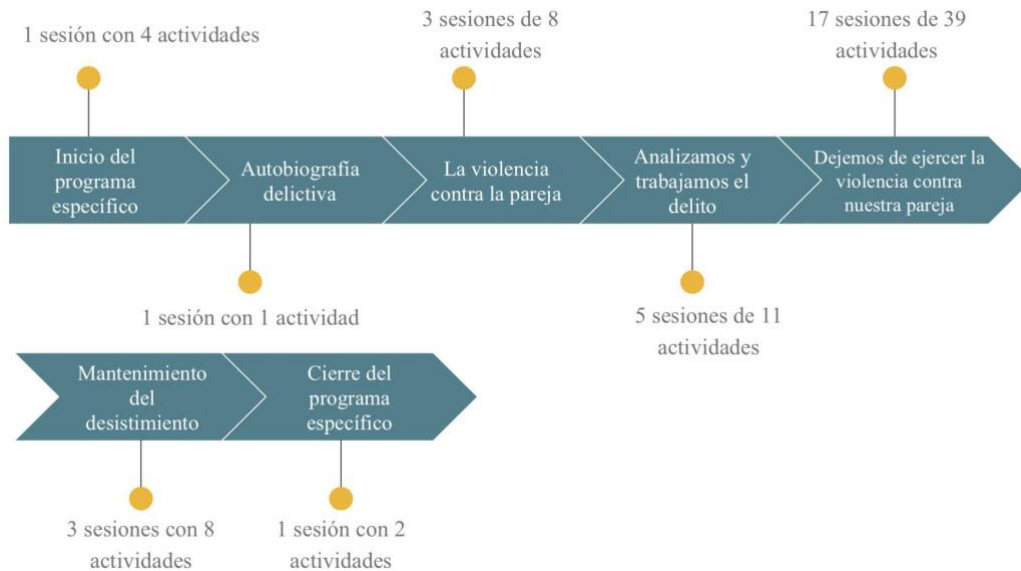 1 sesión con 4 actividades
3 sesiones de 8
actividades
17 sesiones de 39
actividades
Inicio del
programa
específico
Autobiografía
delictiva
La violencia
contra la pareja
Analizamos y
trabajamos el
delito
Dejemos de ejercer la
violencia contra
nuestra pareja
1 sesión con 1 actividad
5 sesiones de 11
actividades
Mantenimiento
del
desistimiento
Cierre del
programa
específico
3 sesiones con 8
actividades
1 sesión con 2
actividades